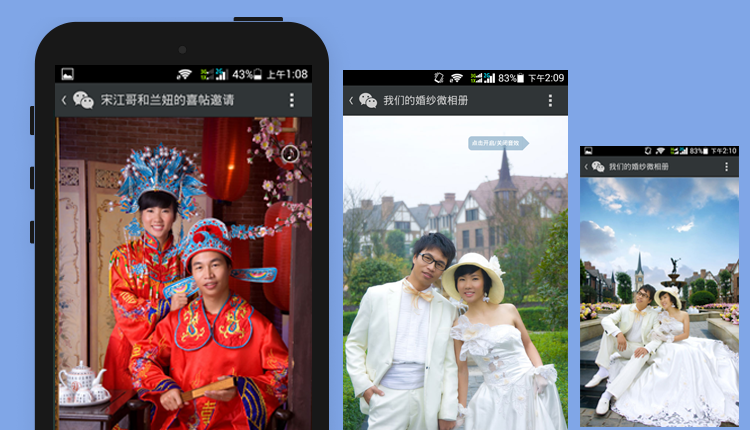 43% 上午1:08
宋江哥和兰妞的喜帖邀请
83% 下午2:09
我们的婚纱微相册
点击开启/关闭音效
83% 下午2:10
我们的婚纱微相册